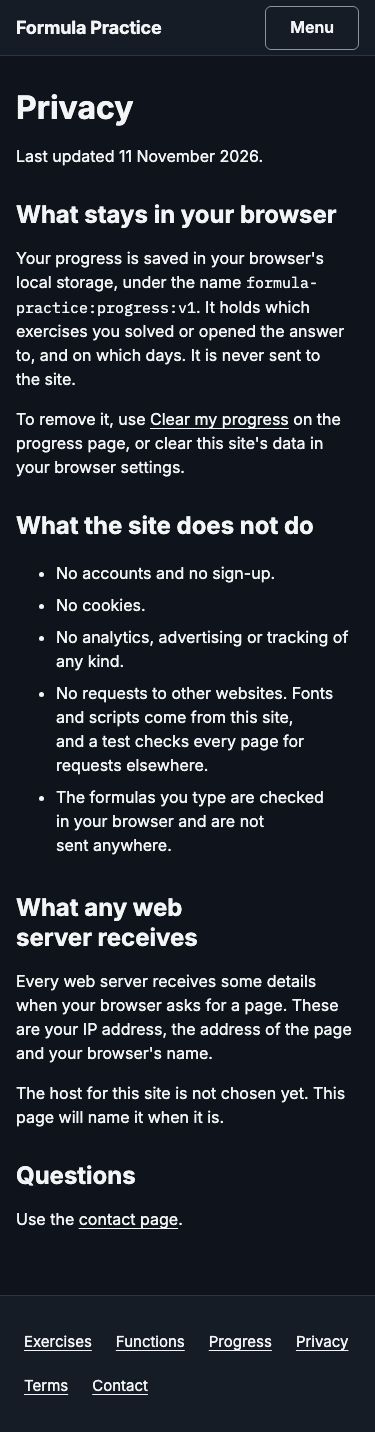 Formula Practice
Menu
Privacy
Last updated 11 November 2026.
What stays in your browser
Your progress is saved in your browser's
local storage, under the name formula-
practice:progress:v1. It holds which
exercises you solved or opened the answer
to, and on which days. It is never sent to
the site.
To remove it, use Clear my progress on the
progress page, or clear this site's data in
your browser settings.
What the site does not do
• No accounts and no sign-up.
• No cookies.
• No analytics, advertising or tracking of
any kind.
• No requests to other websites. Fonts
and scripts come from this site,
and a test checks every page for
requests elsewhere.
• The formulas you type are checked
in your browser and are not
sent anywhere.
What any web
server receives
Every web server receives some details
when your browser asks for a page. These
are your IP address, the address of the page
and your browser's name.
The host for this site is not chosen yet. This
page will name it when it is.
Questions
Use the contact page.
Exercises Functions Progress Privacy
Terms Contact